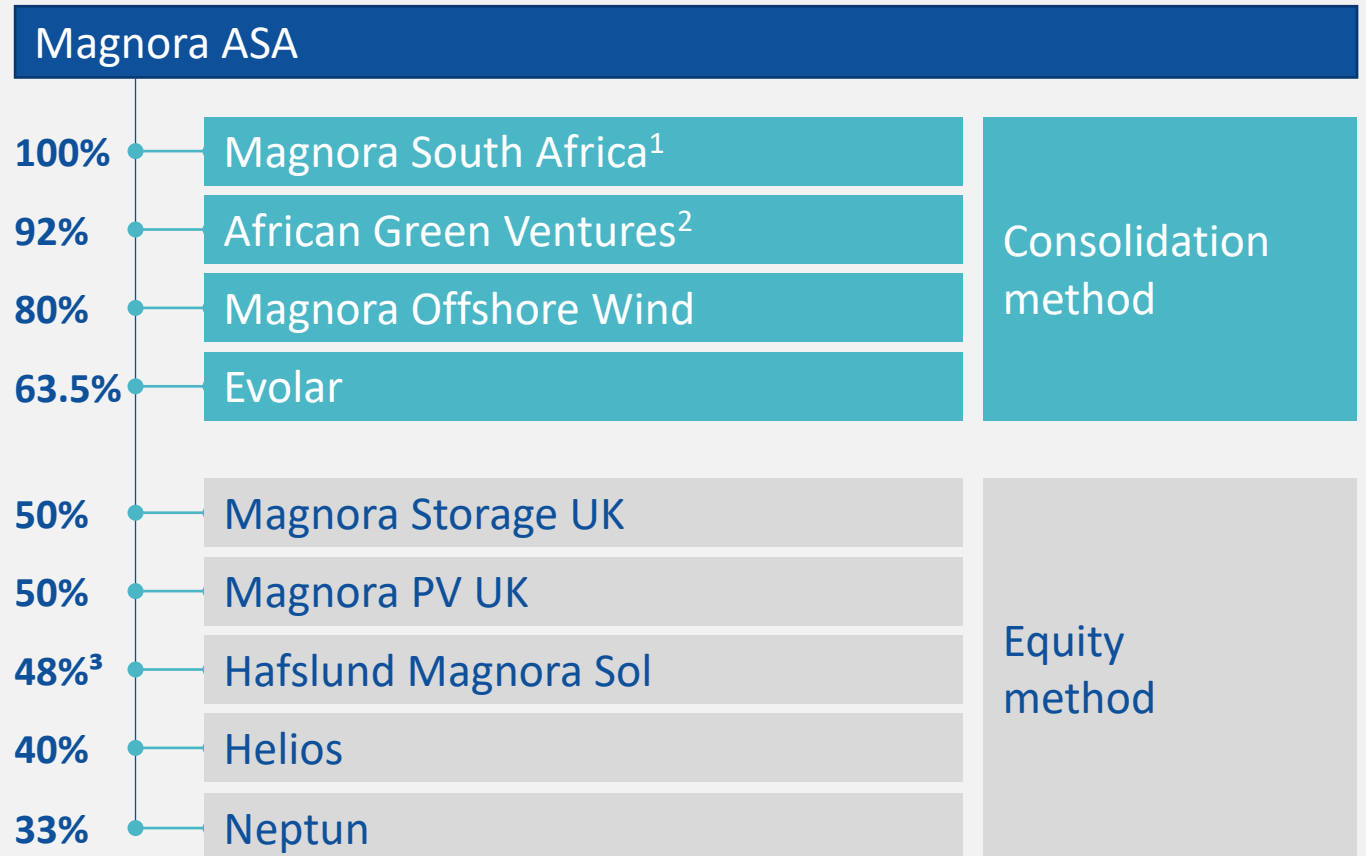 Magnora ASA
100% Magnora South Africa¹
92% African Green Ventures²
80% Magnora Offshore Wind
63.5% Evolar
Consolidation
method
50% Magnora Storage UK
50% Magnora PV UK
48%³ Hafslund Magnora Sol
40% Helios
33% Neptun
Equity
method